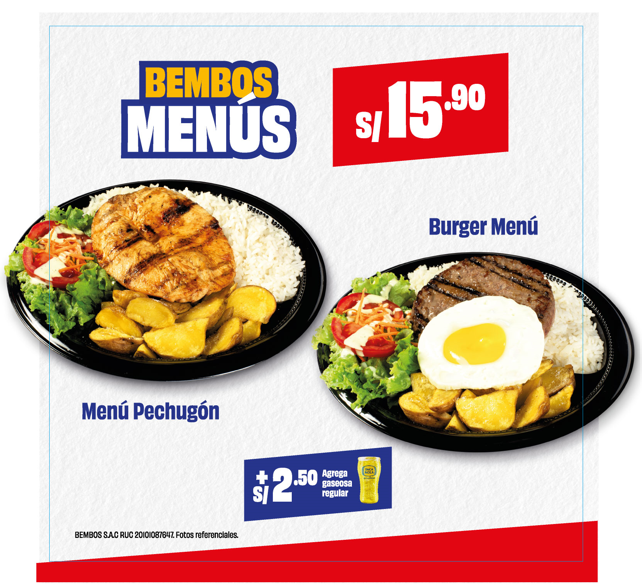 BEMBOS
MENÚS
S/15.90
Burger Menú
Menú Pechugón
+
S/2.50
Agrega
gaseosa
regular
BEMBOS S.A.C RUC 20101087647. Fotos referenciales.